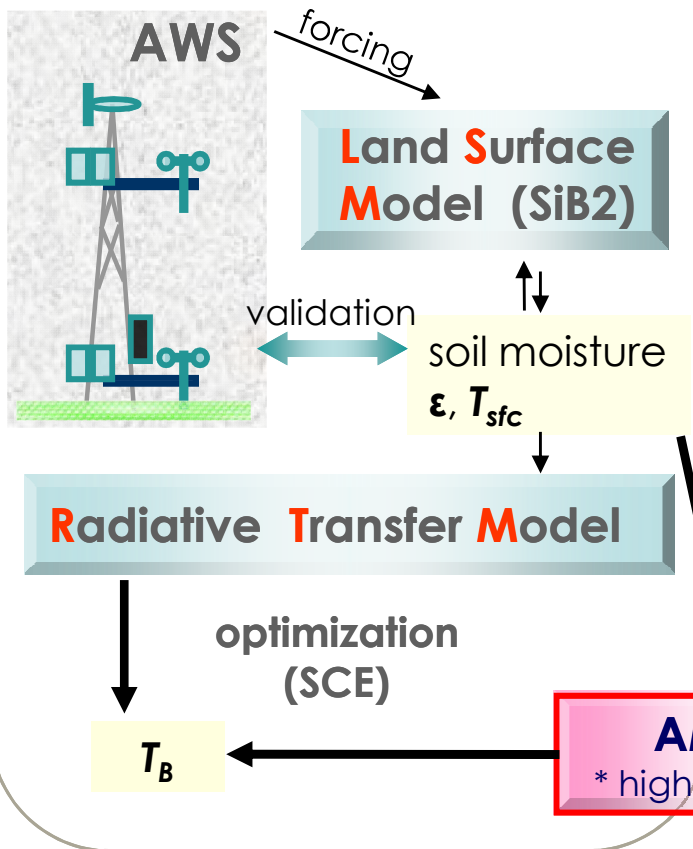 AWS
forcing
Land Surface
Model (SiB2)
validation
soil moisture
ε, Tsfc
Radiative Transfer Model
optimization
(SCE)
TB